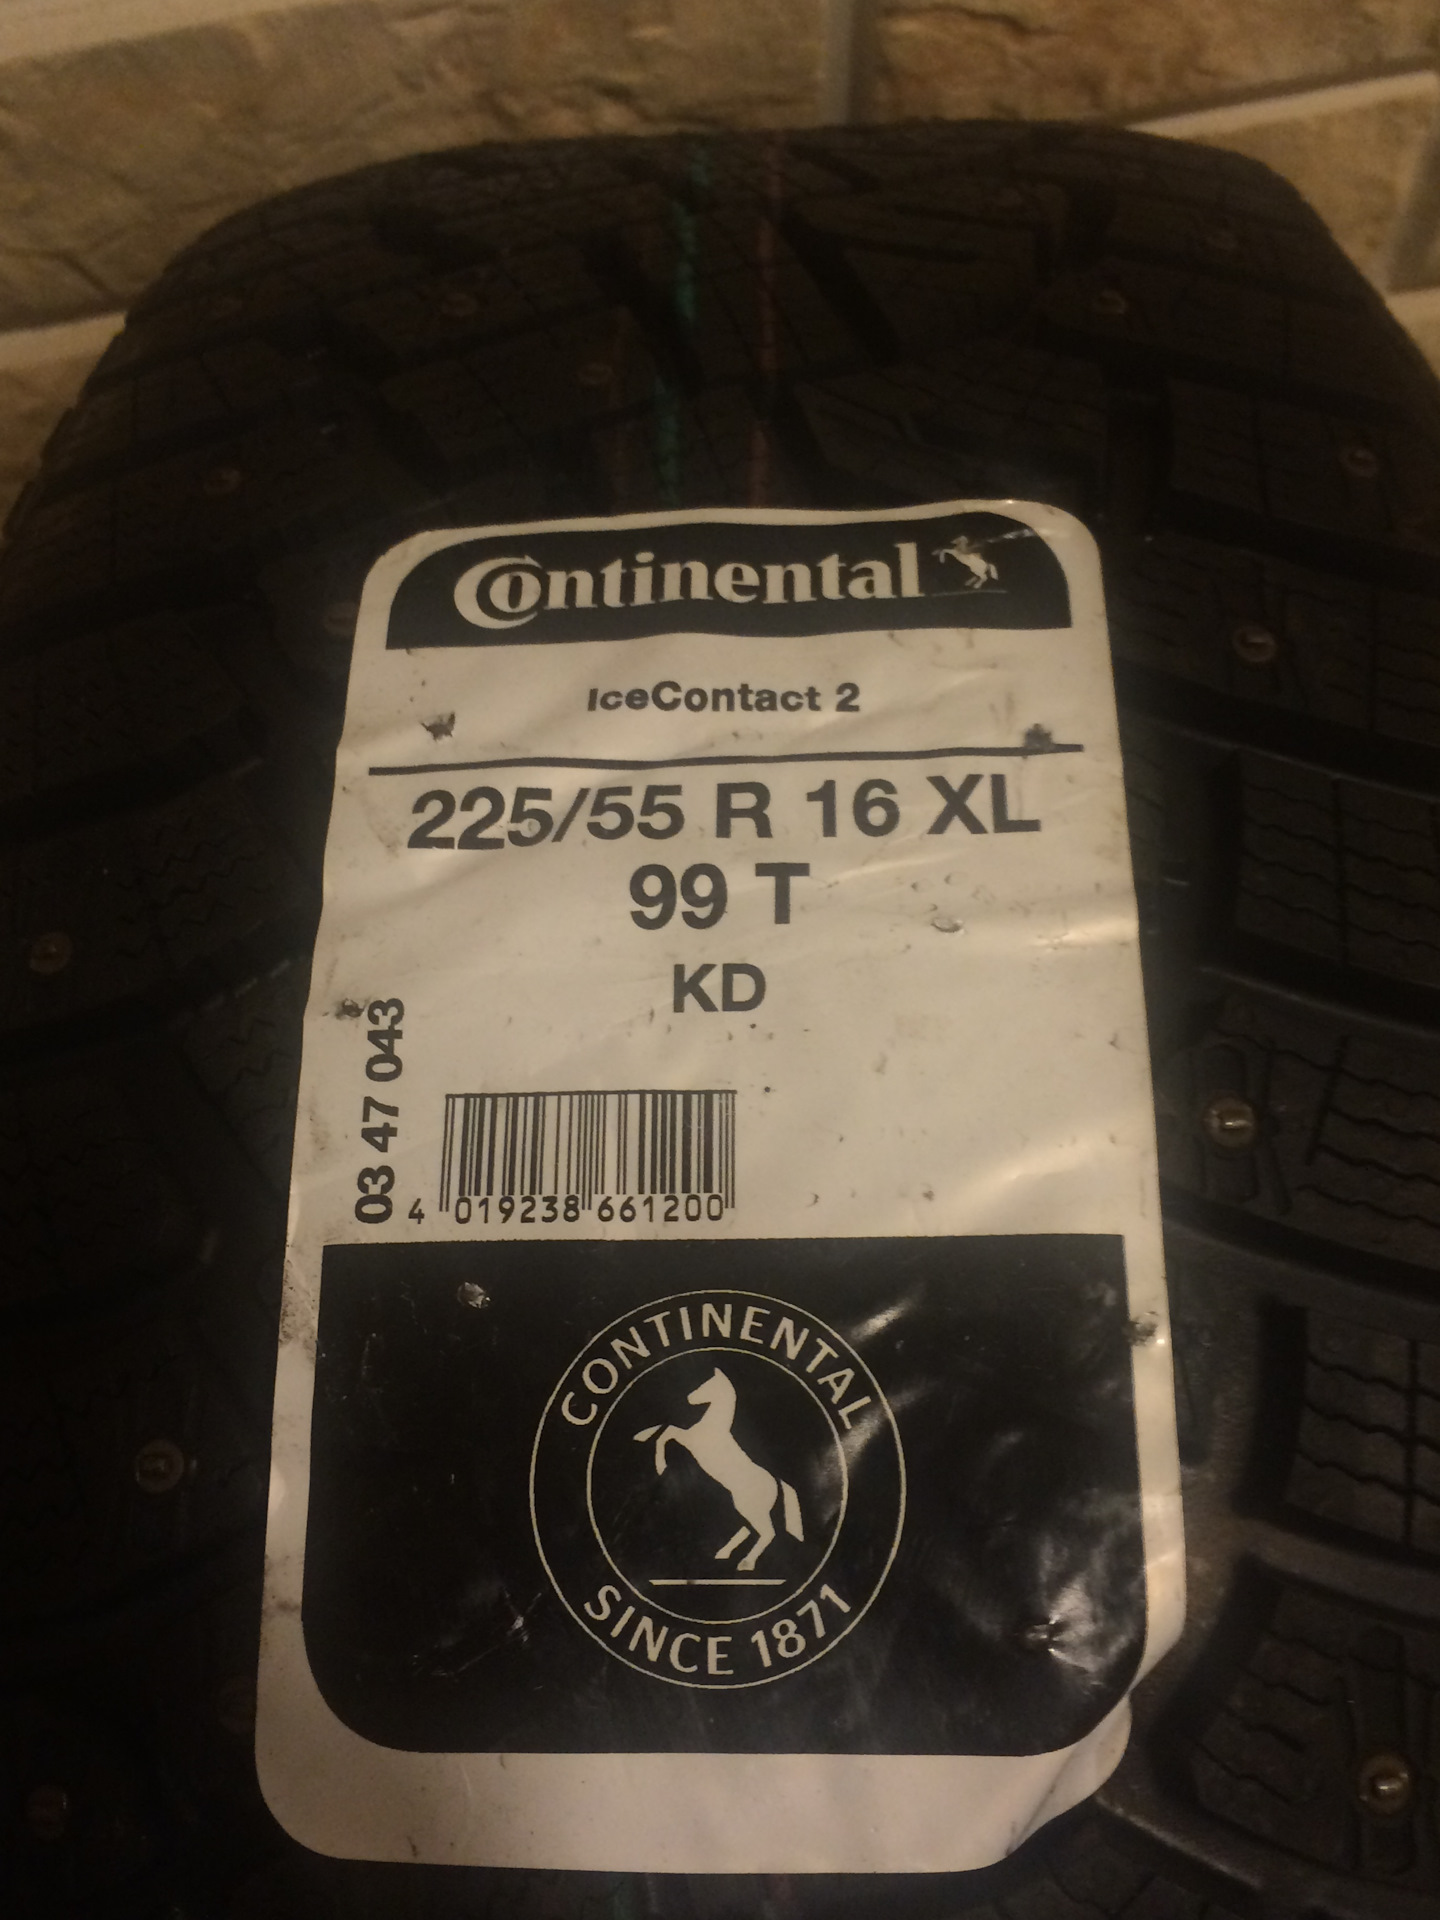 Continental
IceContact 2
225/55 R 16 XL
99 T
KD
03 47 043
4 019238 661200
CONTINENTAL
SINCE 1871